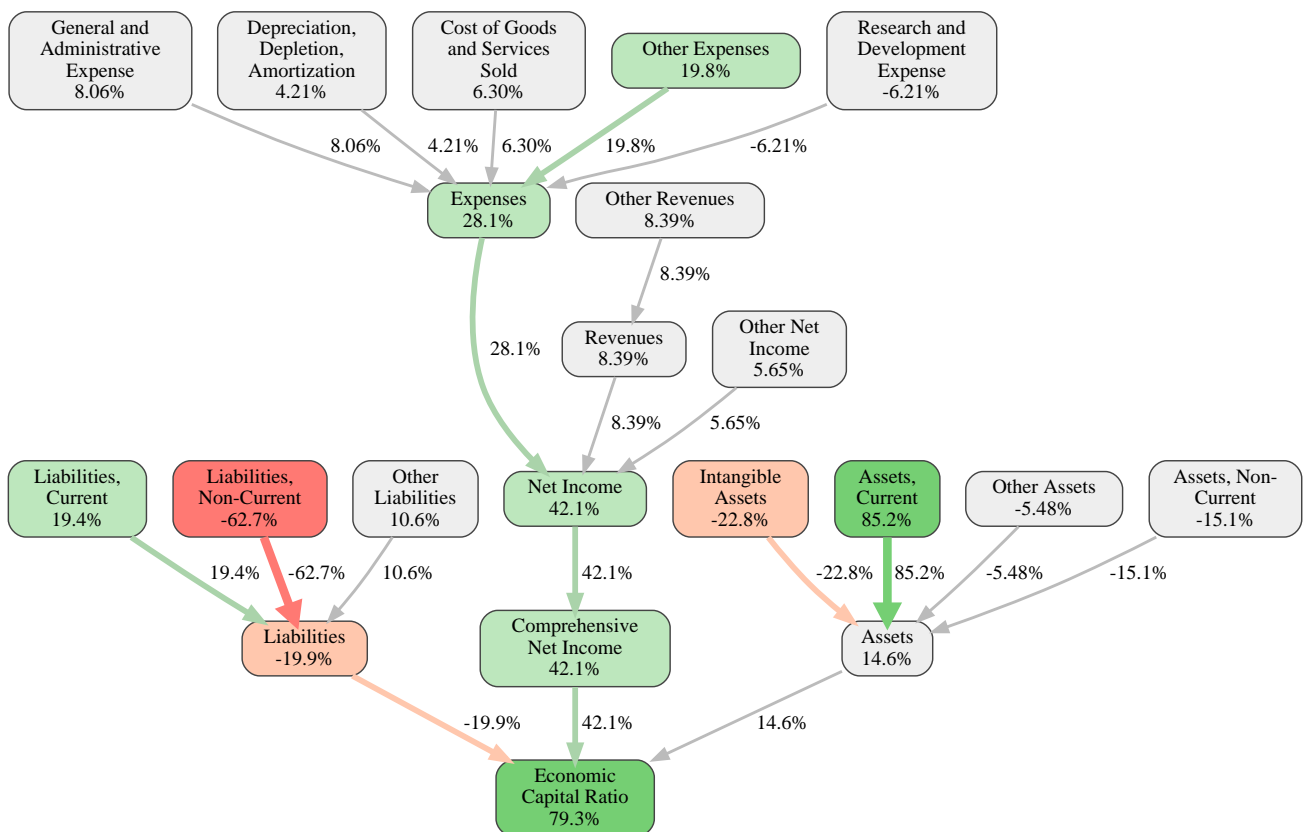 General and
Administrative
Expense
8.06%
Depreciation,
Depletion,
Amortization
4.21%
Cost of Goods
and Services
Sold
6.30%
Other Expenses
19.8%
Research and
Development
Expense
-6.21%
8.06%
4.21%
6.30%
19.8%
-6.21%
Expenses
28.1%
Other Revenues
8.39%
8.39%
28.1%
Revenues
8.39%
Other Net
Income
5.65%
8.39%
5.65%
Liabilities,
Current
19.4%
Liabilities,
Non-Current
-62.7%
Other
Liabilities
10.6%
Net Income
42.1%
Intangible
Assets
-22.8%
Assets,
Current
85.2%
Other Assets
-5.48%
Assets, Non-
Current
-15.1%
19.4%
-62.7%
10.6%
42.1%
-22.8%
85.2%
-5.48%
-15.1%
Liabilities
-19.9%
Comprehensive
Net Income
42.1%
Assets
14.6%
-19.9%
42.1%
14.6%
Economic
Capital Ratio
79.3%